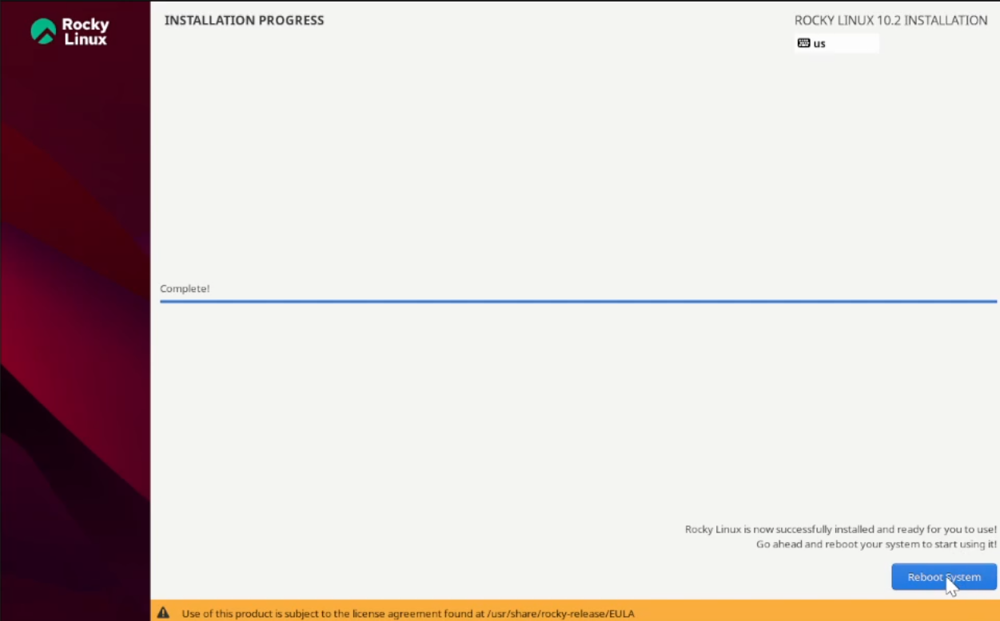 Rocky
Linux
INSTALLATION PROGRESS
ROCKY LINUX 10.2 INSTALLATION
us
Complete!
Rocky Linux is now successfully installed and ready for you to use!
Go ahead and reboot your system to start using it!
Reboot System
Use of this product is subject to the license agreement found at /usr/share/rocky-release/EULA